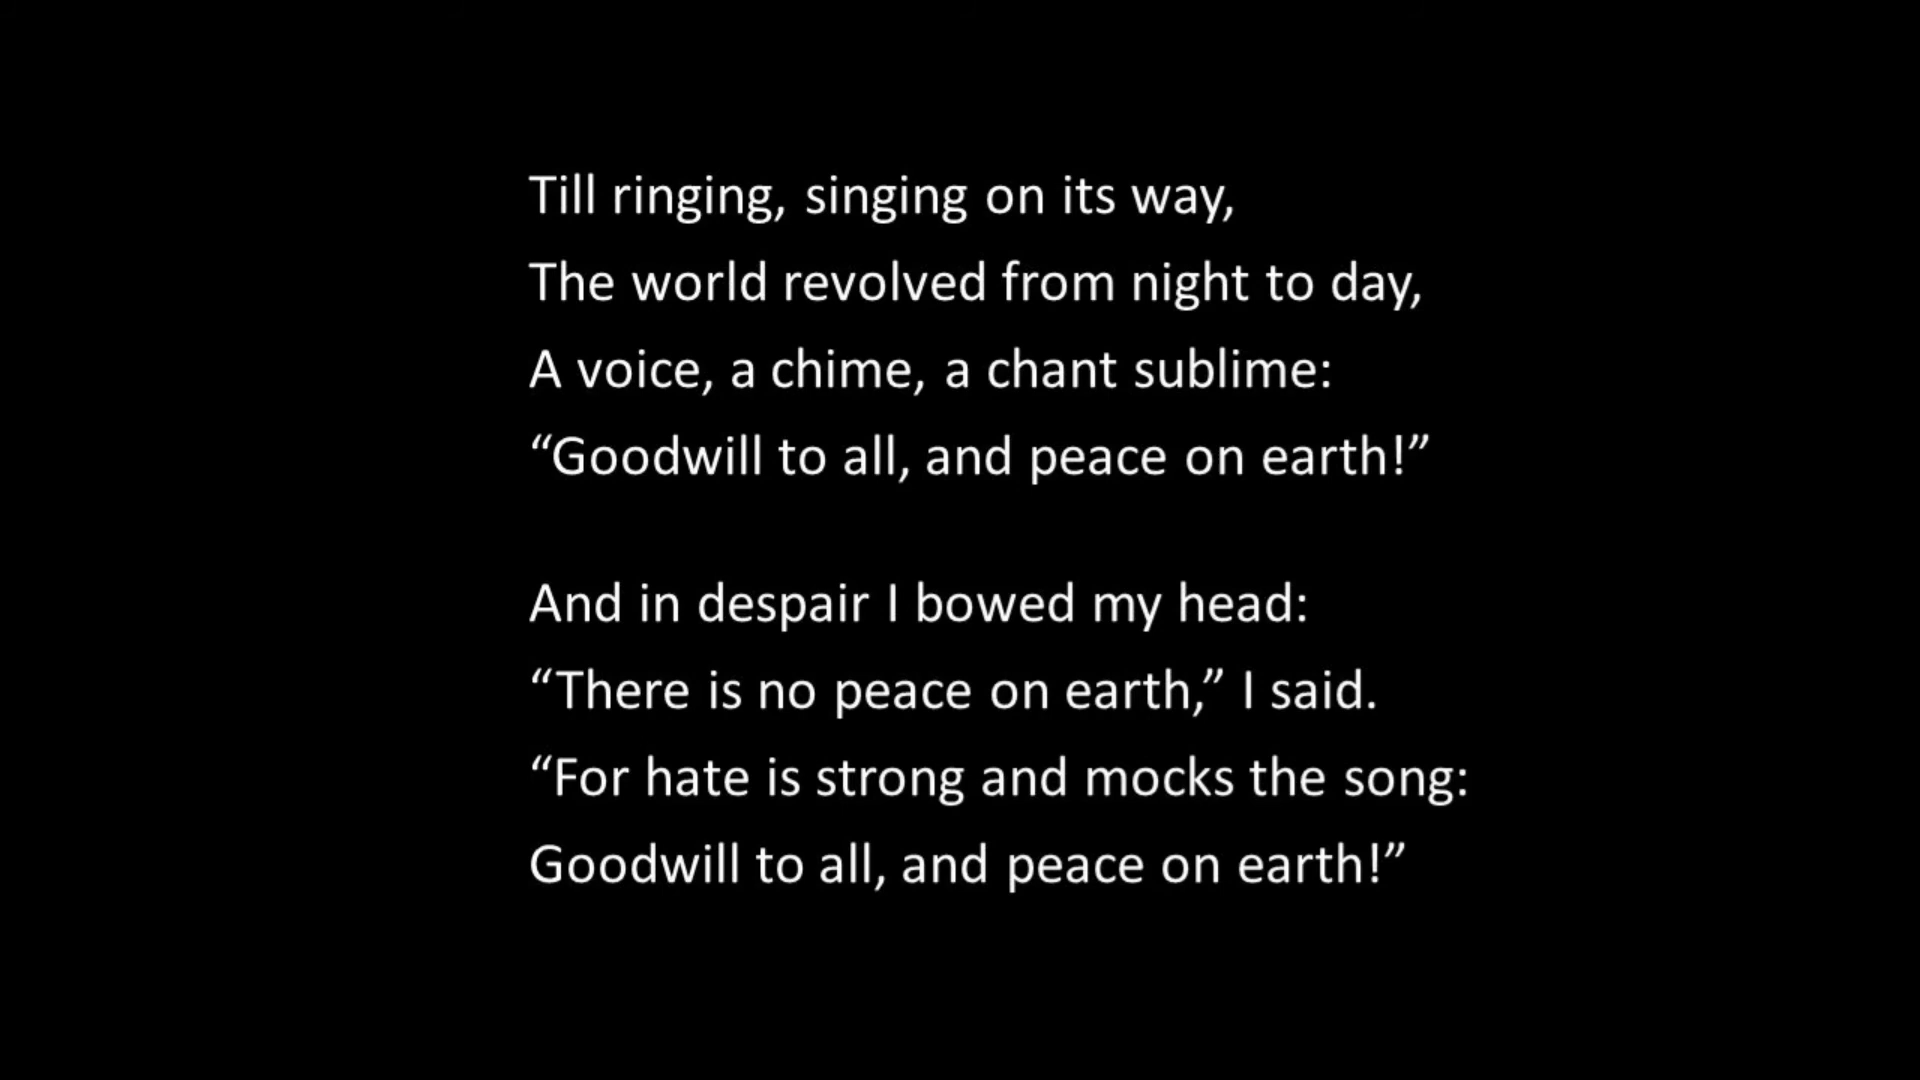 Till ringing, singing on its way,
The world revolved from night to day,
A voice, a chime, a chant sublime:
“Goodwill to all, and peace on earth!”
And in despair I bowed my head:
“There is no peace on earth,” I said.
“For hate is strong and mocks the song:
Goodwill to all, and peace on earth!”